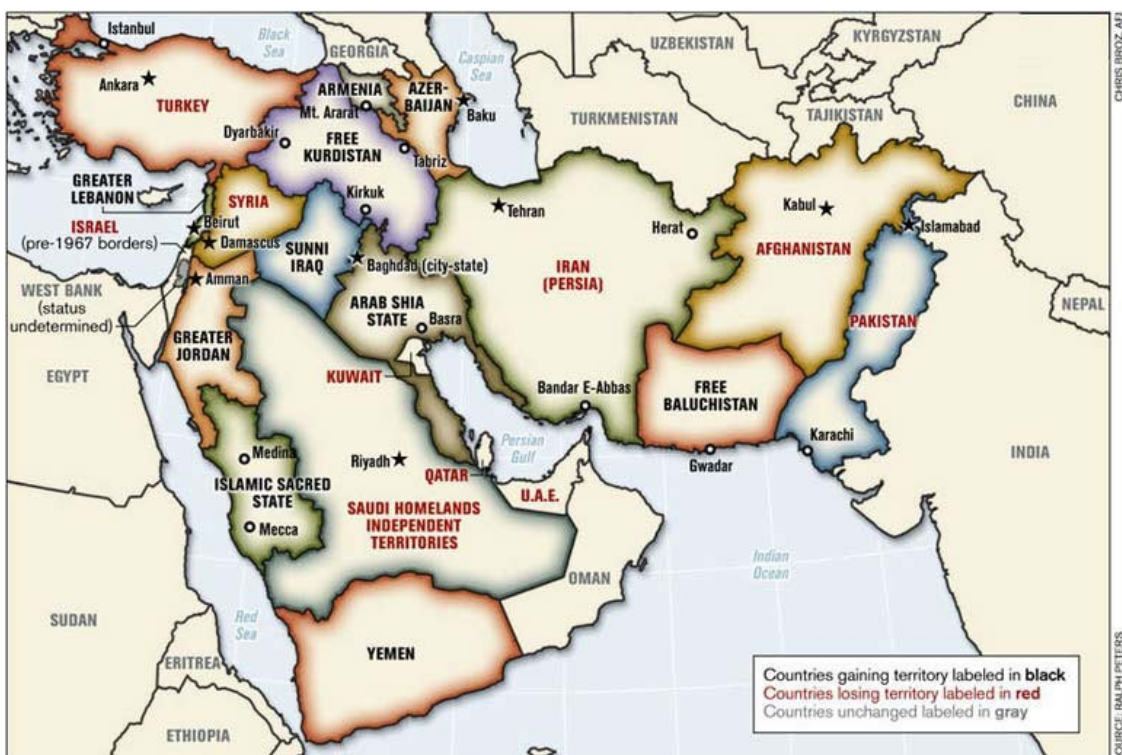 Istanbul
Black
Sea
GEORGIA
Caspian
Sea
UZBEKISTAN
KYRGYZSTAN
CHRIS BROZ, AFJ
Ankara
TURKEY
ARMENIA
Mt. Ararat
AZER-
BAIJAN
Baku
TURKMENISTAN
TAJIKISTAN
CHINA
Dyarbakir
FREE
KURDISTAN
Tabriz
GREATER
LEBANON
SYRIA
Kirkuk
Tehran
Herat
Kabul
Islamabad
ISRAEL
(pre-1967 borders)
Beirut
Damascus
SUNNI
IRAQ
Baghdad (city-state)
IRAN
(PERSIA)
AFGHANISTAN
WEST BANK
(status
undetermined)
Amman
ARAB SHIA
STATE
Basra
NEPAL
PAKISTAN
GREATER
JORDAN
EGYPT
KUWAIT
Bandar E-Abbas
FREE
BALUCHISTAN
Karachi
INDIA
Medina
ISLAMIC SACRED
STATE
Mecca
Riyadh
Persian
Gulf
QATAR
U.A.E.
Gwadar
SAUDI HOMELANDS
INDEPENDENT
TERRITORIES
OMAN
Indian
Ocean
SUDAN
Red
Sea
ERITREA
YEMEN
ETHIOPIA
Countries gaining territory labeled in black
Countries losing territory labeled in red
Countries unchanged labeled in gray
SOURCE: RALPH PETERS